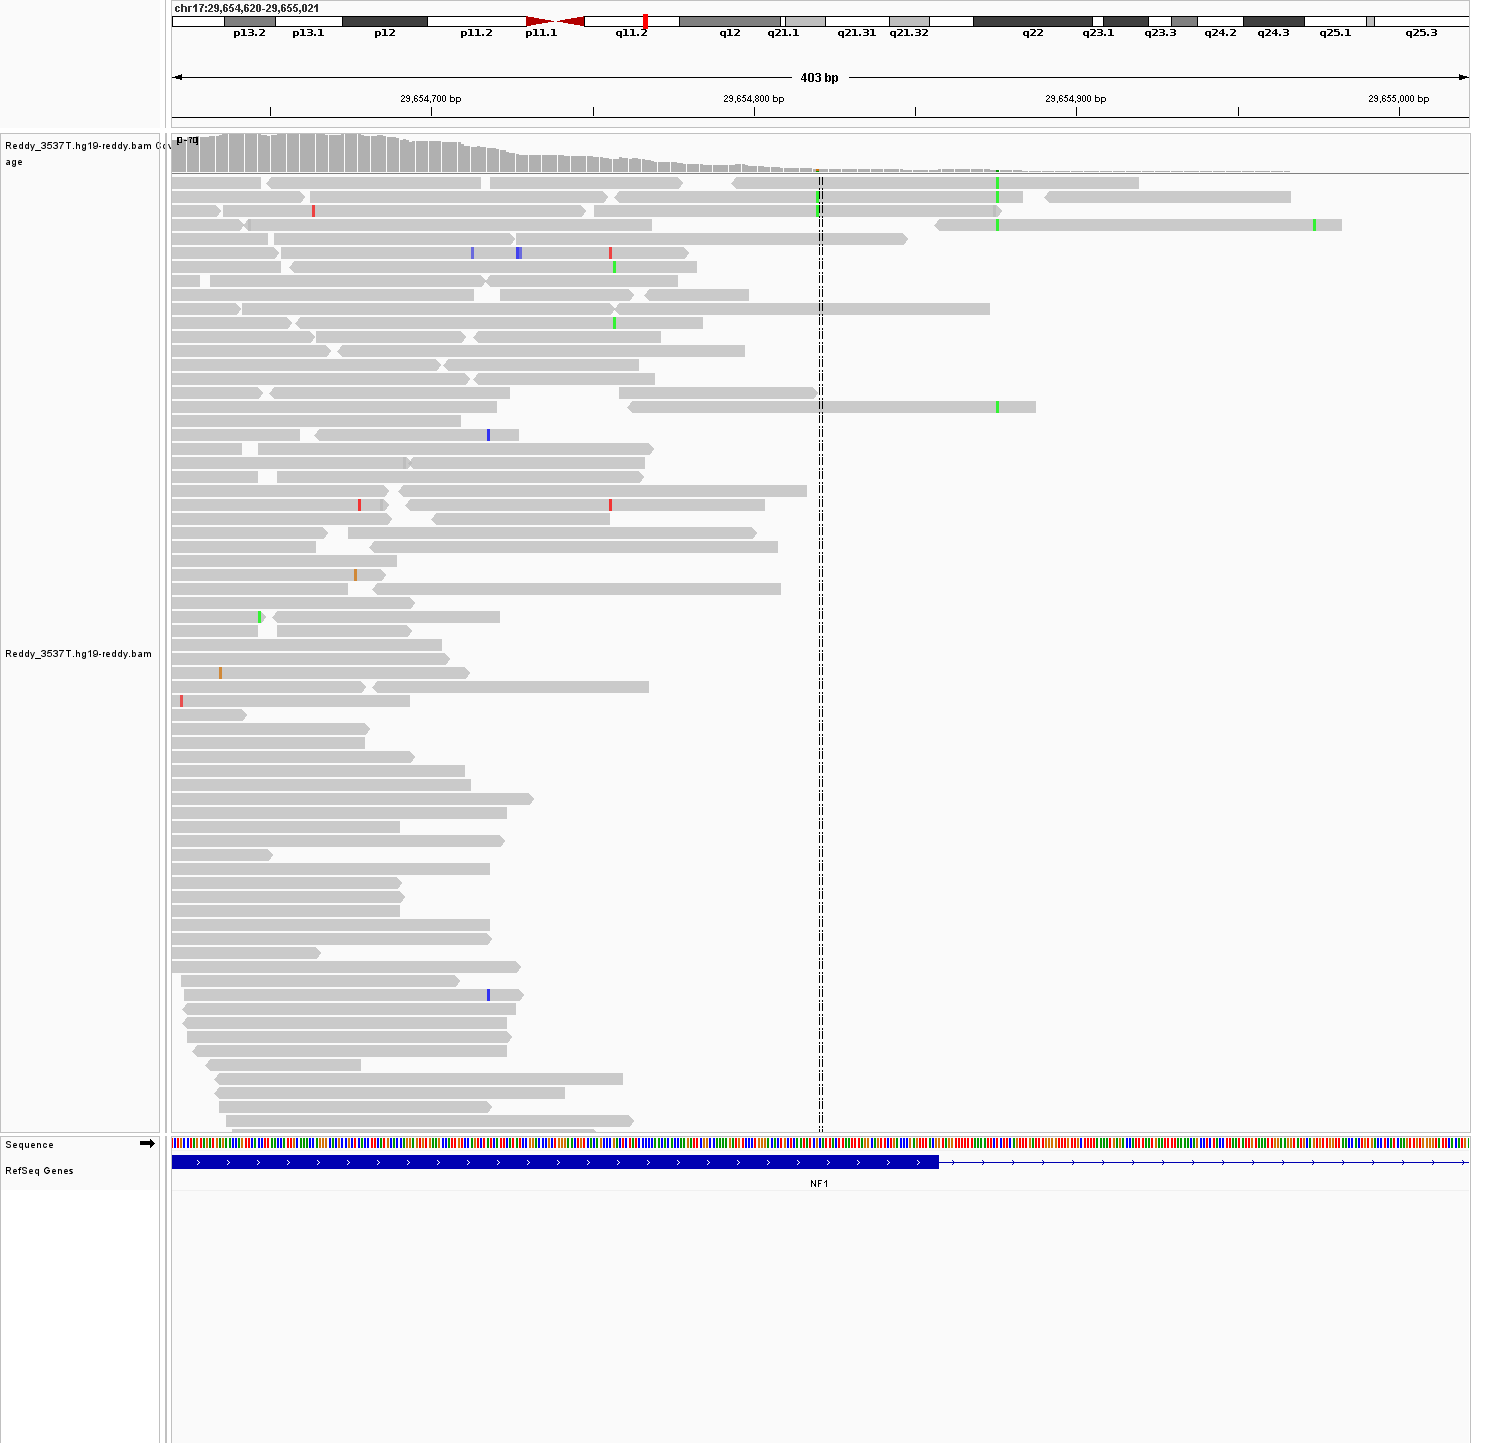 chr17:29,654,620-29,655,021
p13.2 p13.1 p12 p11.2 p11.1 q11.2 q12 q21.1 q21.31 q21.32 q22 q23.1 q23.3 q24.2 q24.3 q25.1 q25.3
403 bp
29,654,700 bp 29,654,800 bp 29,654,900 bp 29,655,000 bp
Reddy_3537T.hg19-reddy.bam Cov
age
[0-70]
Reddy_3537T.hg19-reddy.bam
Sequence
RefSeq Genes
NF1